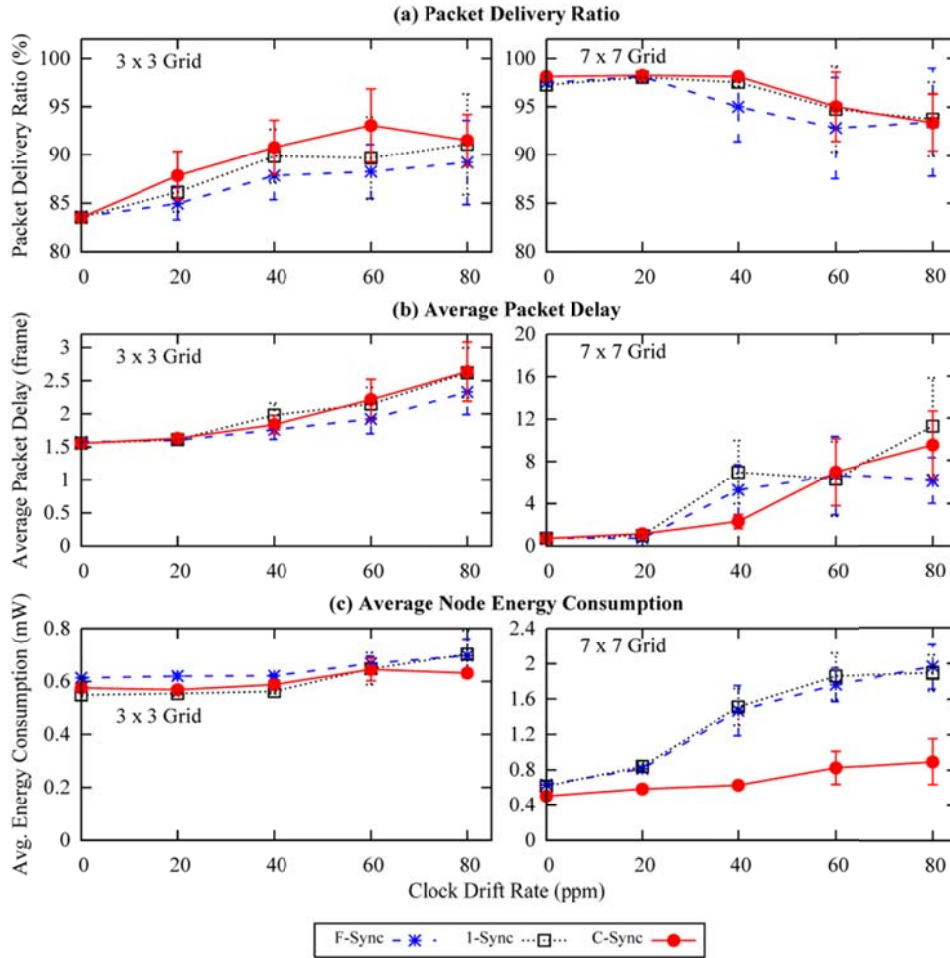 (a) Packet Delivery Ratio
Packet Delivery Ratio (%)
3 x 3 Grid
100
95
90
85
80
0 20 40 60 80
7 x 7 Grid
100
95
90
85
80
0 20 40 60 80
(b) Average Packet Delay
Average Packet Delay (frame)
3 x 3 Grid
3
2.5
2
1.5
1
0.5
0
0 20 40 60 80
7 x 7 Grid
20
16
12
8
4
0
0 20 40 60 80
(c) Average Node Energy Consumption
Avg. Energy Consumption (mW)
3 x 3 Grid
0.8
0.6
0.4
0.2
0
0 20 40 60 80
7 x 7 Grid
2.4
2
1.6
1.2
0.8
0.4
0
0 20 40 60 80
Clock Drift Rate (ppm)
F-Sync 1-Sync C-Sync